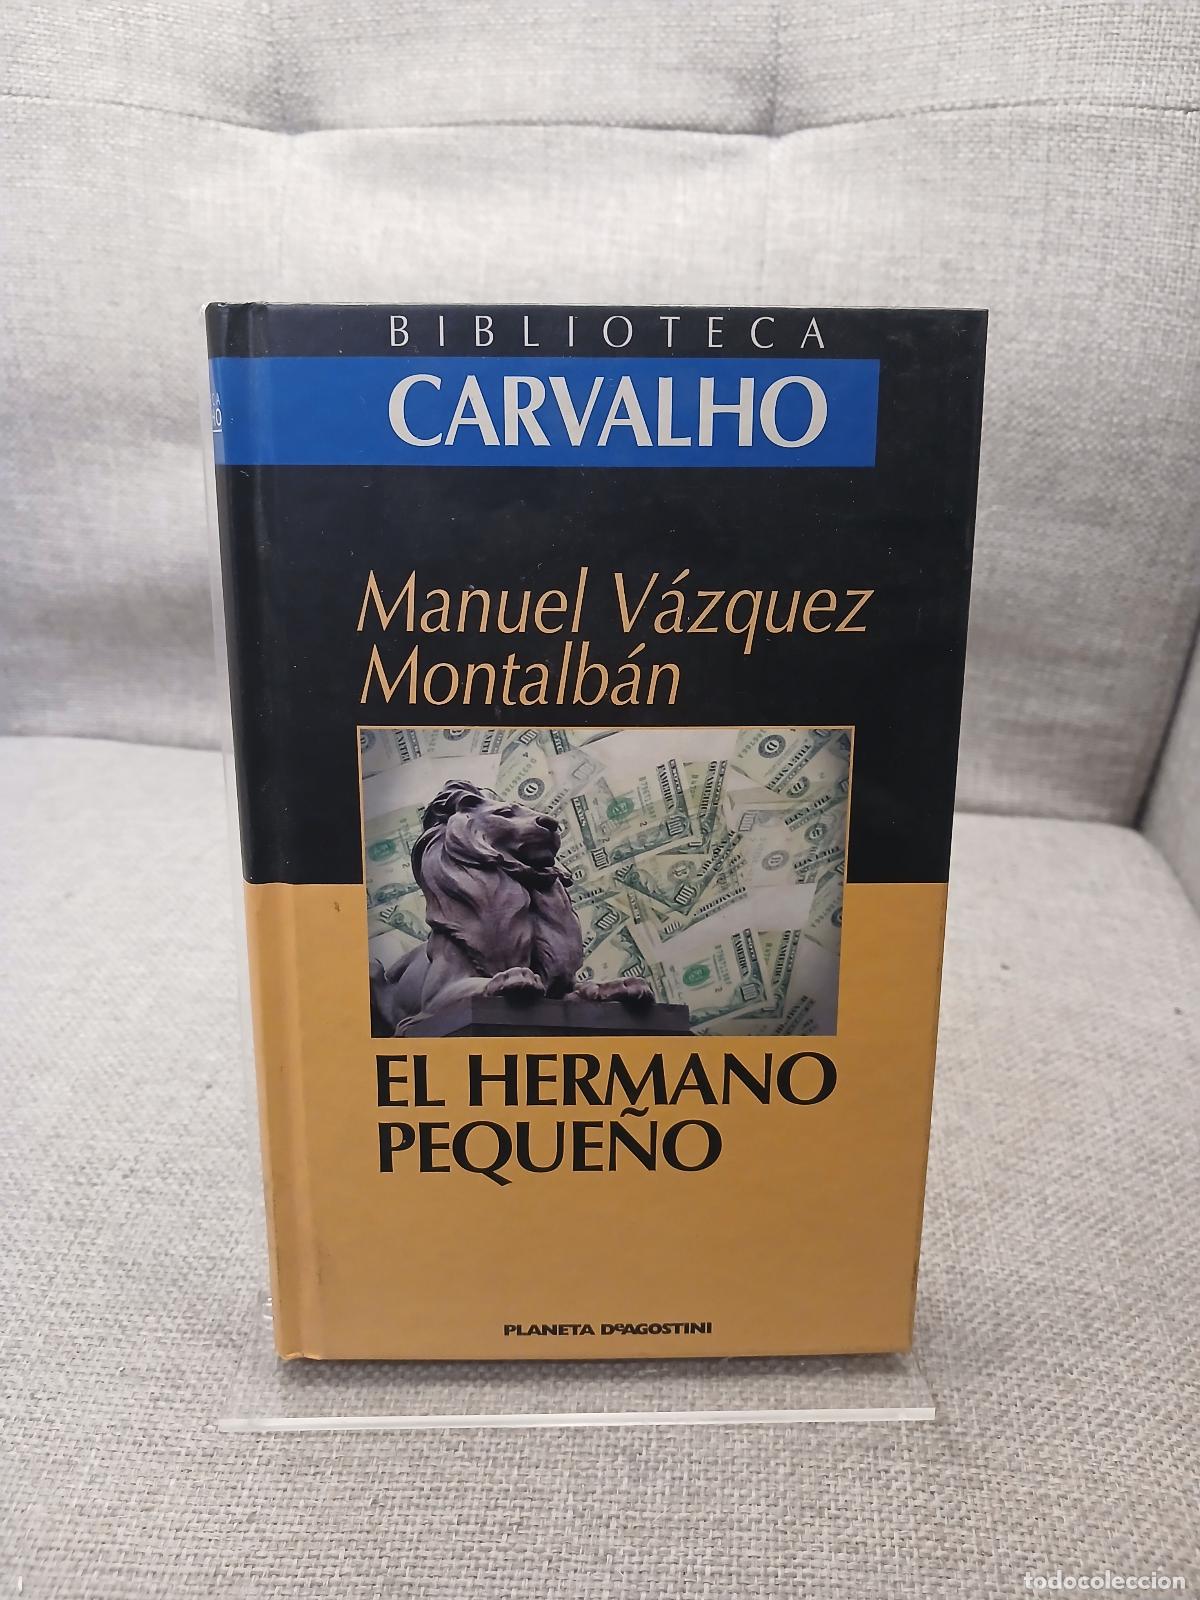 BIBLIOTECA
CARVALHO
Manuel Vázquez
Montalbán
EL HERMANO
PEQUEÑO
PLANETA DeAGOSTINI
todocoleccion